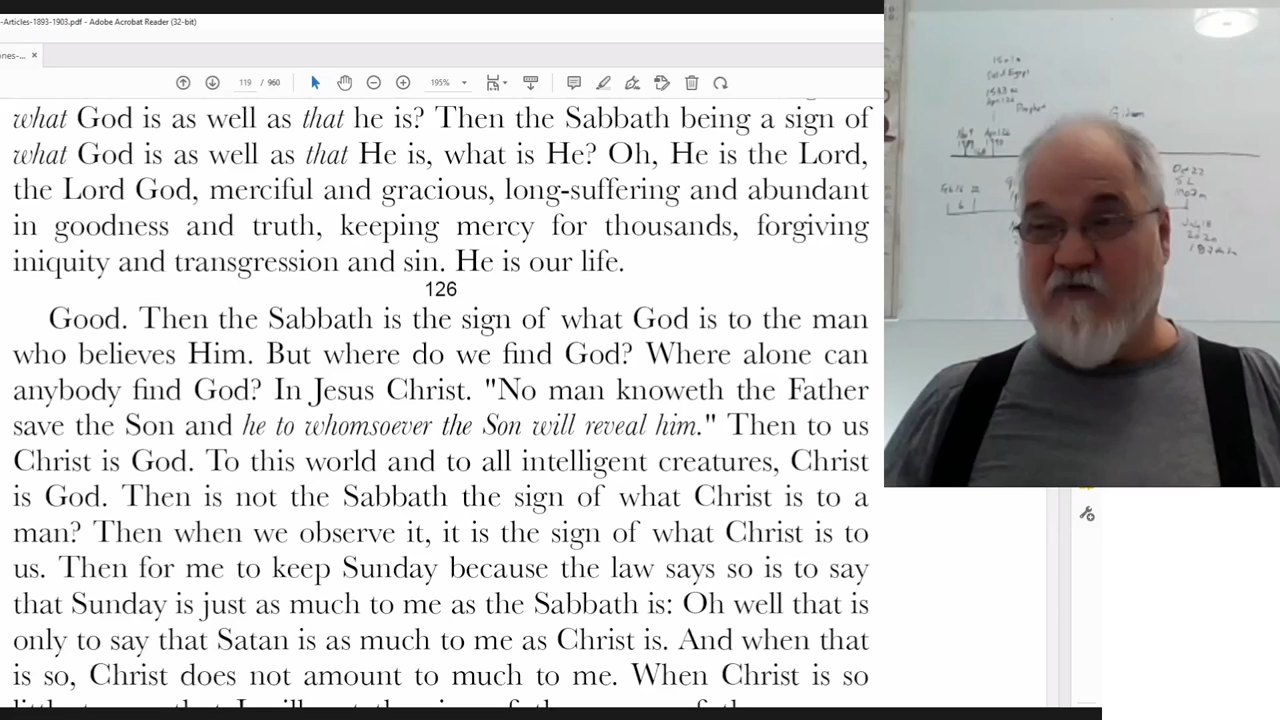 -Articles-1893-1903.pdf - Adobe Acrobat Reader (32-bit)
ones-... ×
119 / 960
195%
what God is as well as that he is? Then the Sabbath being a sign of
what God is as well as that He is, what is He? Oh, He is the Lord,
the Lord God, merciful and gracious, long-suffering and abundant
in goodness and truth, keeping mercy for thousands, forgiving
iniquity and transgression and sin. He is our life.
126
Good. Then the Sabbath is the sign of what God is to the man
who believes Him. But where do we find God? Where alone can
anybody find God? In Jesus Christ. "No man knoweth the Father
save the Son and he to whomsoever the Son will reveal him." Then to us
Christ is God. To this world and to all intelligent creatures, Christ
is God. Then is not the Sabbath the sign of what Christ is to a
man? Then when we observe it, it is the sign of what Christ is to
us. Then for me to keep Sunday because the law says so is to say
that Sunday is just as much to me as the Sabbath is: Oh well that is
only to say that Satan is as much to me as Christ is. And when that
is so, Christ does not amount to much to me. When Christ is so
Gideon
Oct 22
July 18
2020